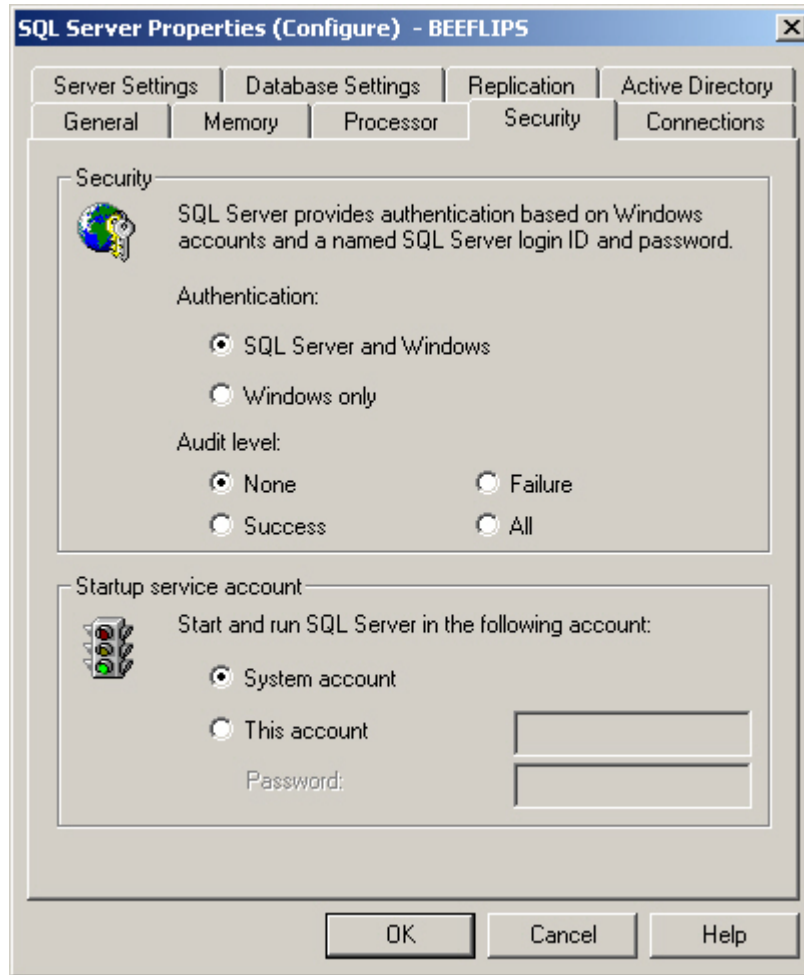 SQL Server Properties (Configure) - BEEFLIPS
Server Settings
Database Settings
Replication
Active Directory
General
Memory
Processor
Security
Connections
Security
SQL Server provides authentication based on Windows
accounts and a named SQL Server login ID and password.
Authentication:
SQL Server and Windows
Windows only
Audit level:
None
Failure
Success
All
Startup service account
Start and run SQL Server in the following account:
System account
This account
Password:
OK
Cancel
Help